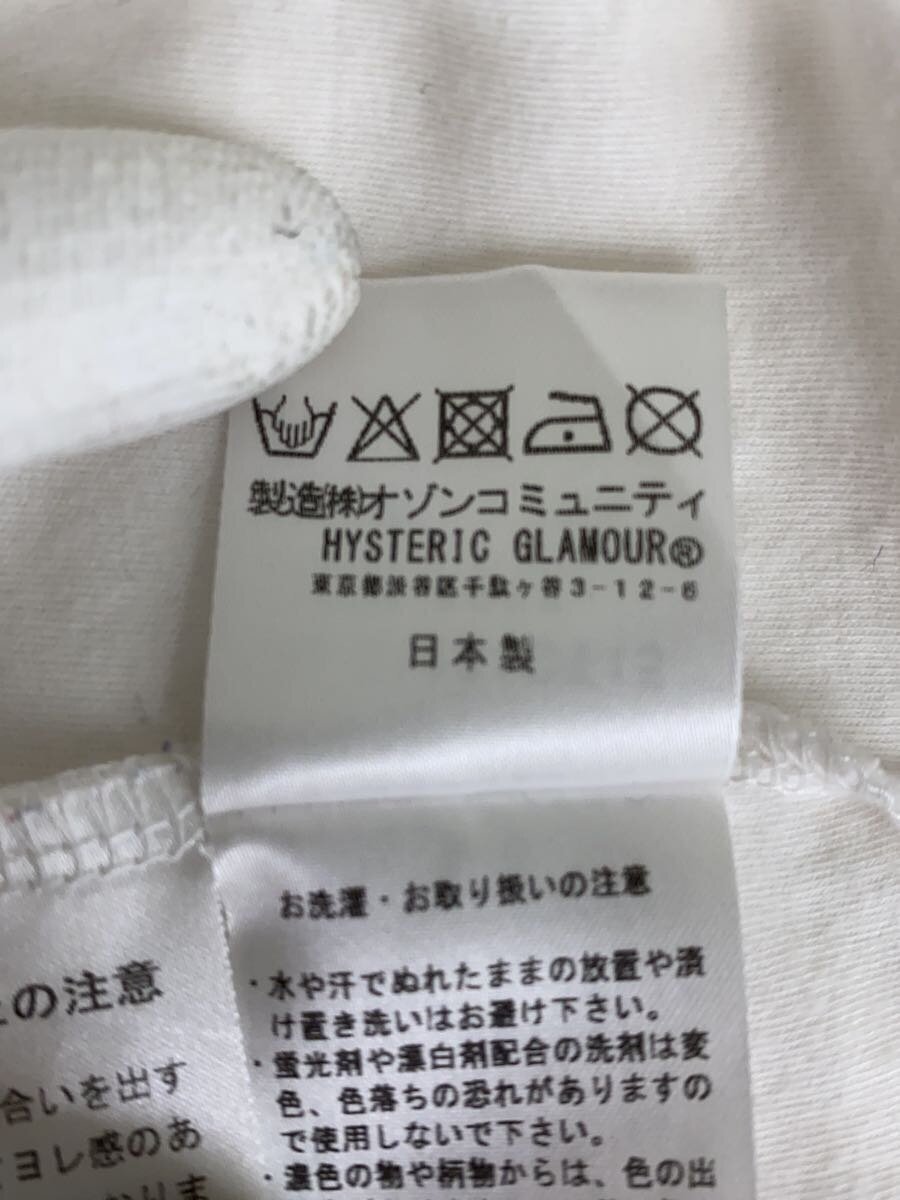 製造(株)オゾンコミュニティ
HYSTERIC GLAMOUR®
東京都渋谷区千駄ヶ谷3-12-6
日本製
お洗濯・お取り扱いの注意
・水や汗でぬれたままの放置や漬
け置き洗いはお避け下さい。
・蛍光剤や漂白剤配合の洗剤は変
色、色落ちの恐れがありますの
で使用しないで下さい。
・濃色の物や柄物からは、色の出
の注意
合いを出す
ヨレ感のあ